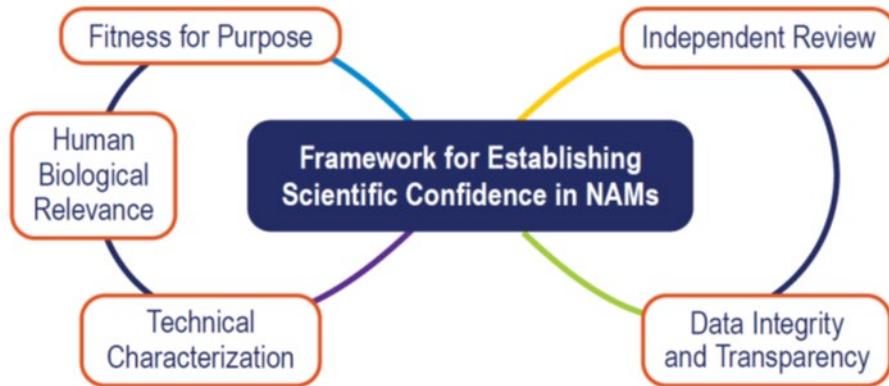 Fitness for Purpose
Independent Review
Human
Biological
Relevance
Framework for Establishing
Scientific Confidence in NAMs
Technical
Characterization
Data Integrity
and Transparency